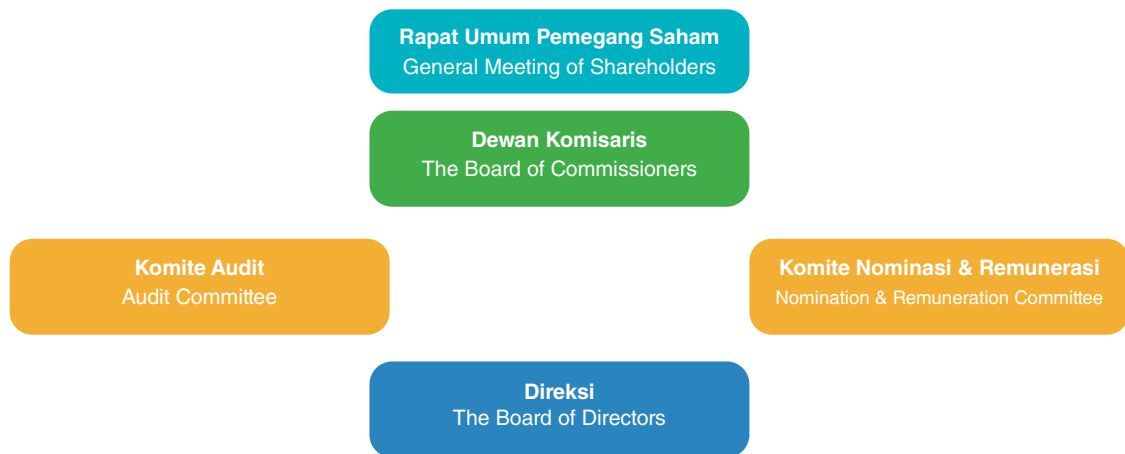 Rapat Umum Pemegang Saham
General Meeting of Shareholders
Dewan Komisaris
The Board of Commissioners
Komite Audit
Audit Committee
Komite Nominasi & Remunerasi
Nomination & Remuneration Committee
Direksi
The Board of Directors